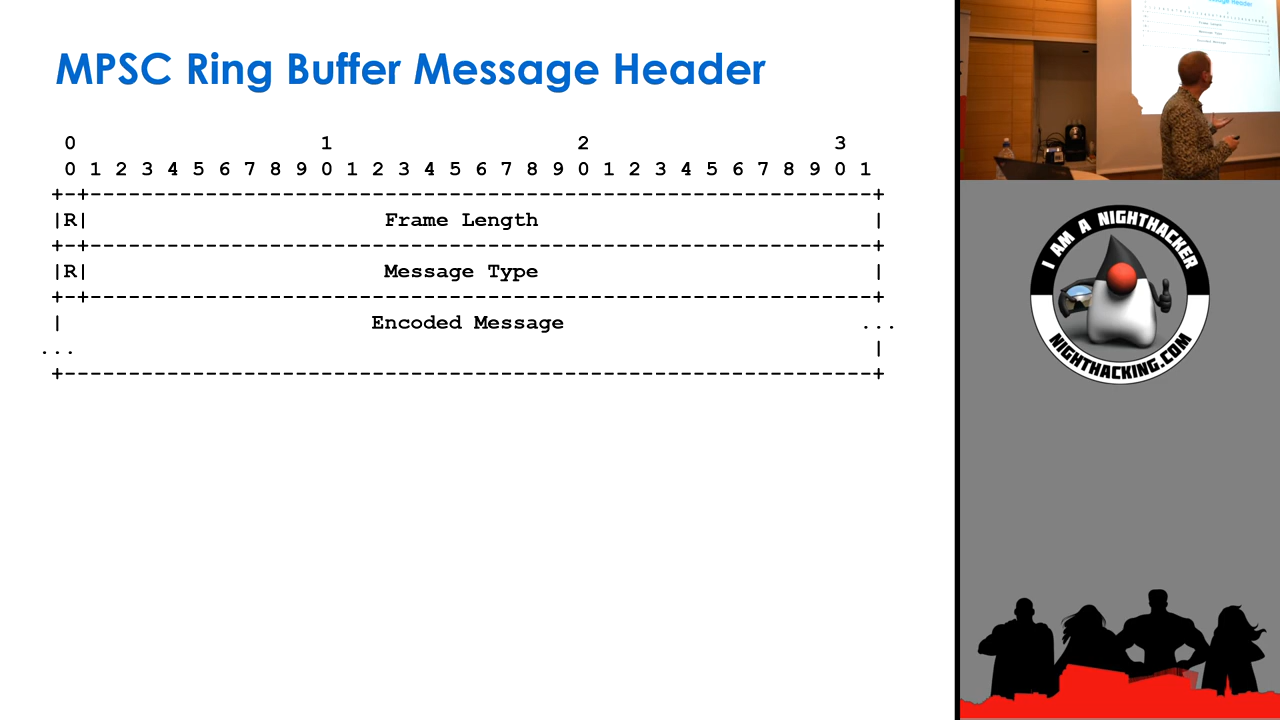 MPSC Ring Buffer Message Header
0 1 2 3
0 1 2 3 4 5 6 7 8 9 0 1 2 3 4 5 6 7 8 9 0 1 2 3 4 5 6 7 8 9 0 1
+-+-------------------------------------------------------------+
|R| Frame Length |
+-+-------------------------------------------------------------+
|R| Message Type |
+-+-------------------------------------------------------------+
| Encoded Message ...
... |
+---------------------------------------------------------------+
I AM A NIGHTHACKER
NIGHTHACKING.COM